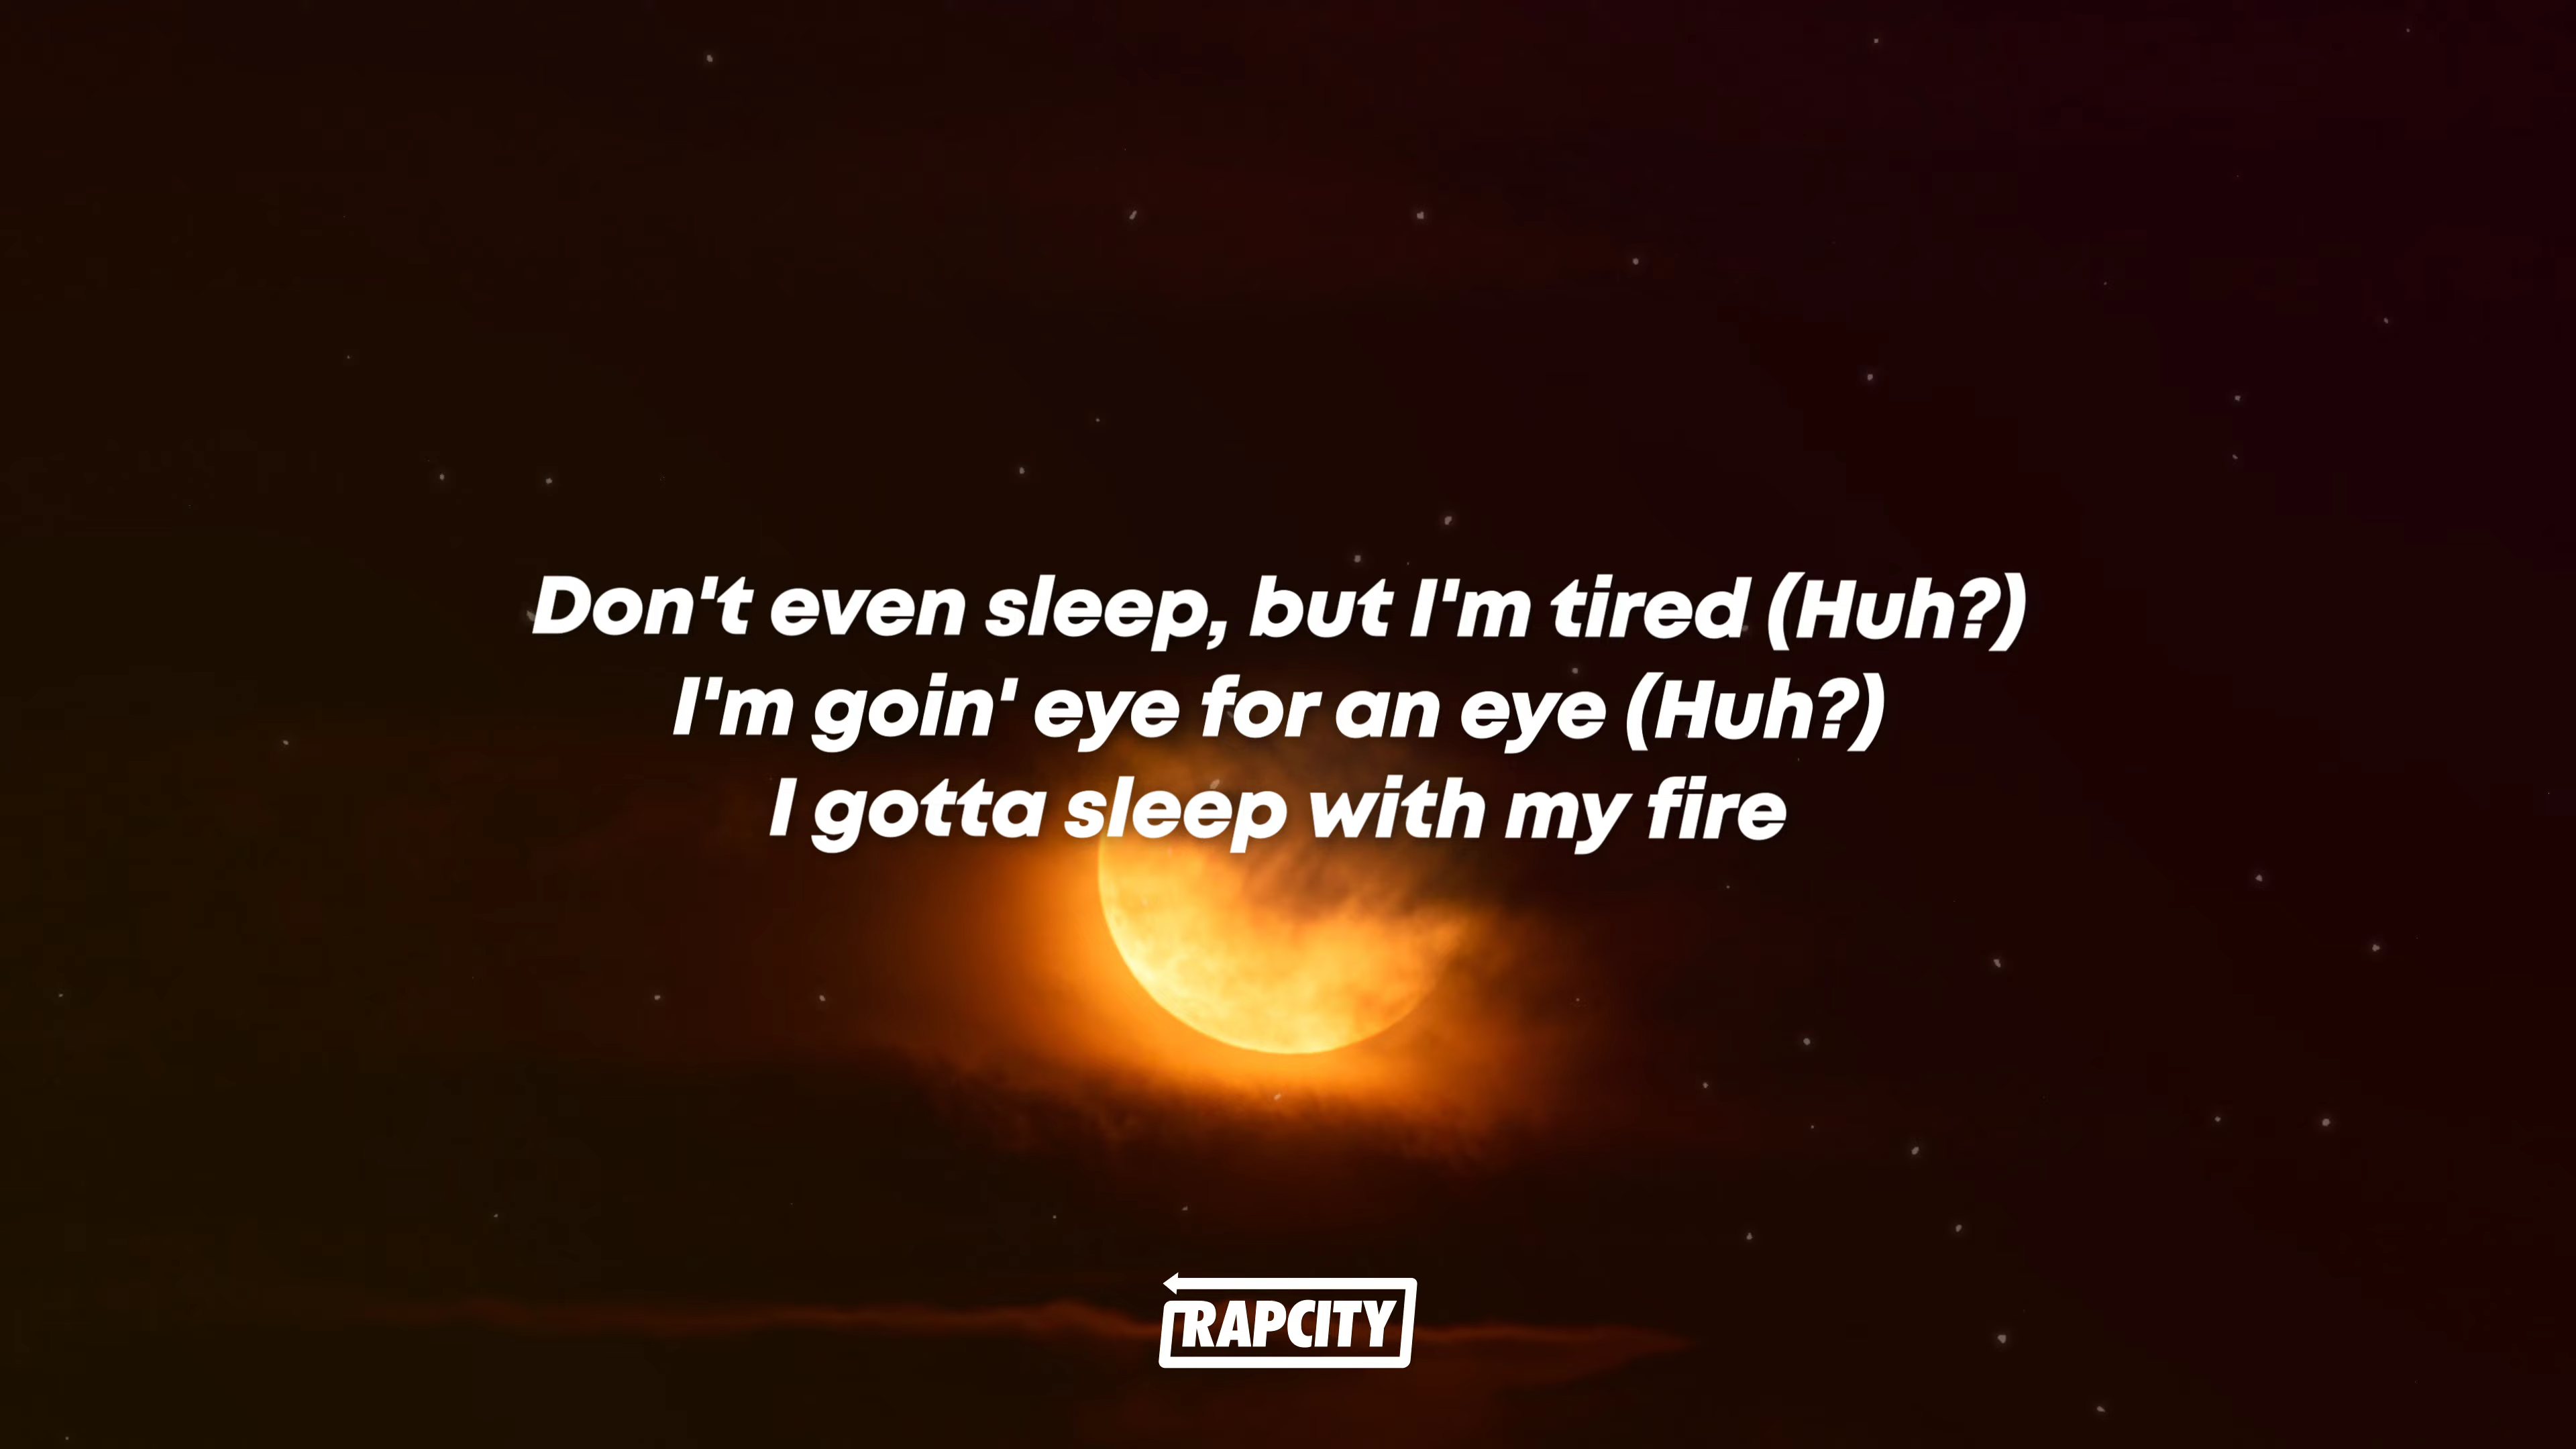 Don't even sleep, but I'm tired (Huh?)
I'm goin' eye for an eye (Huh?)
I gotta sleep with my fire
RAPCITY